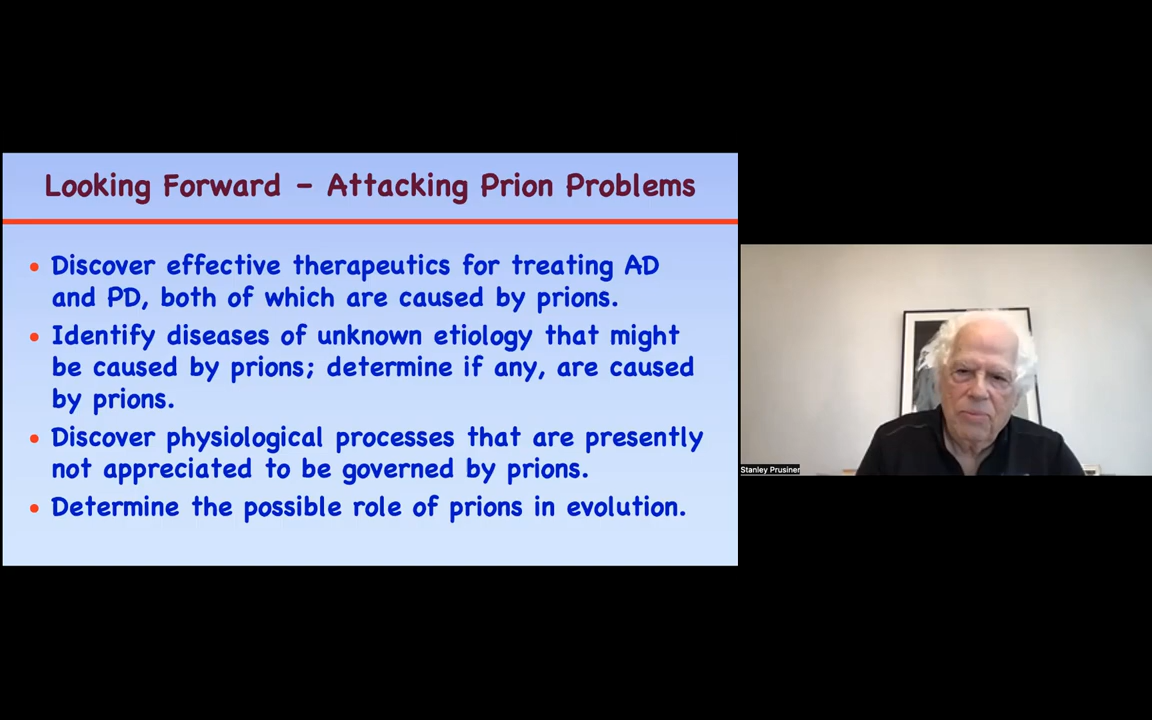 Looking Forward – Attacking Prion Problems
• Discover effective therapeutics for treating AD
and PD, both of which are caused by prions.
• Identify diseases of unknown etiology that might
be caused by prions; determine if any, are caused
by prions.
• Discover physiological processes that are presently
not appreciated to be governed by prions.
• Determine the possible role of prions in evolution.
Stanley Prusiner